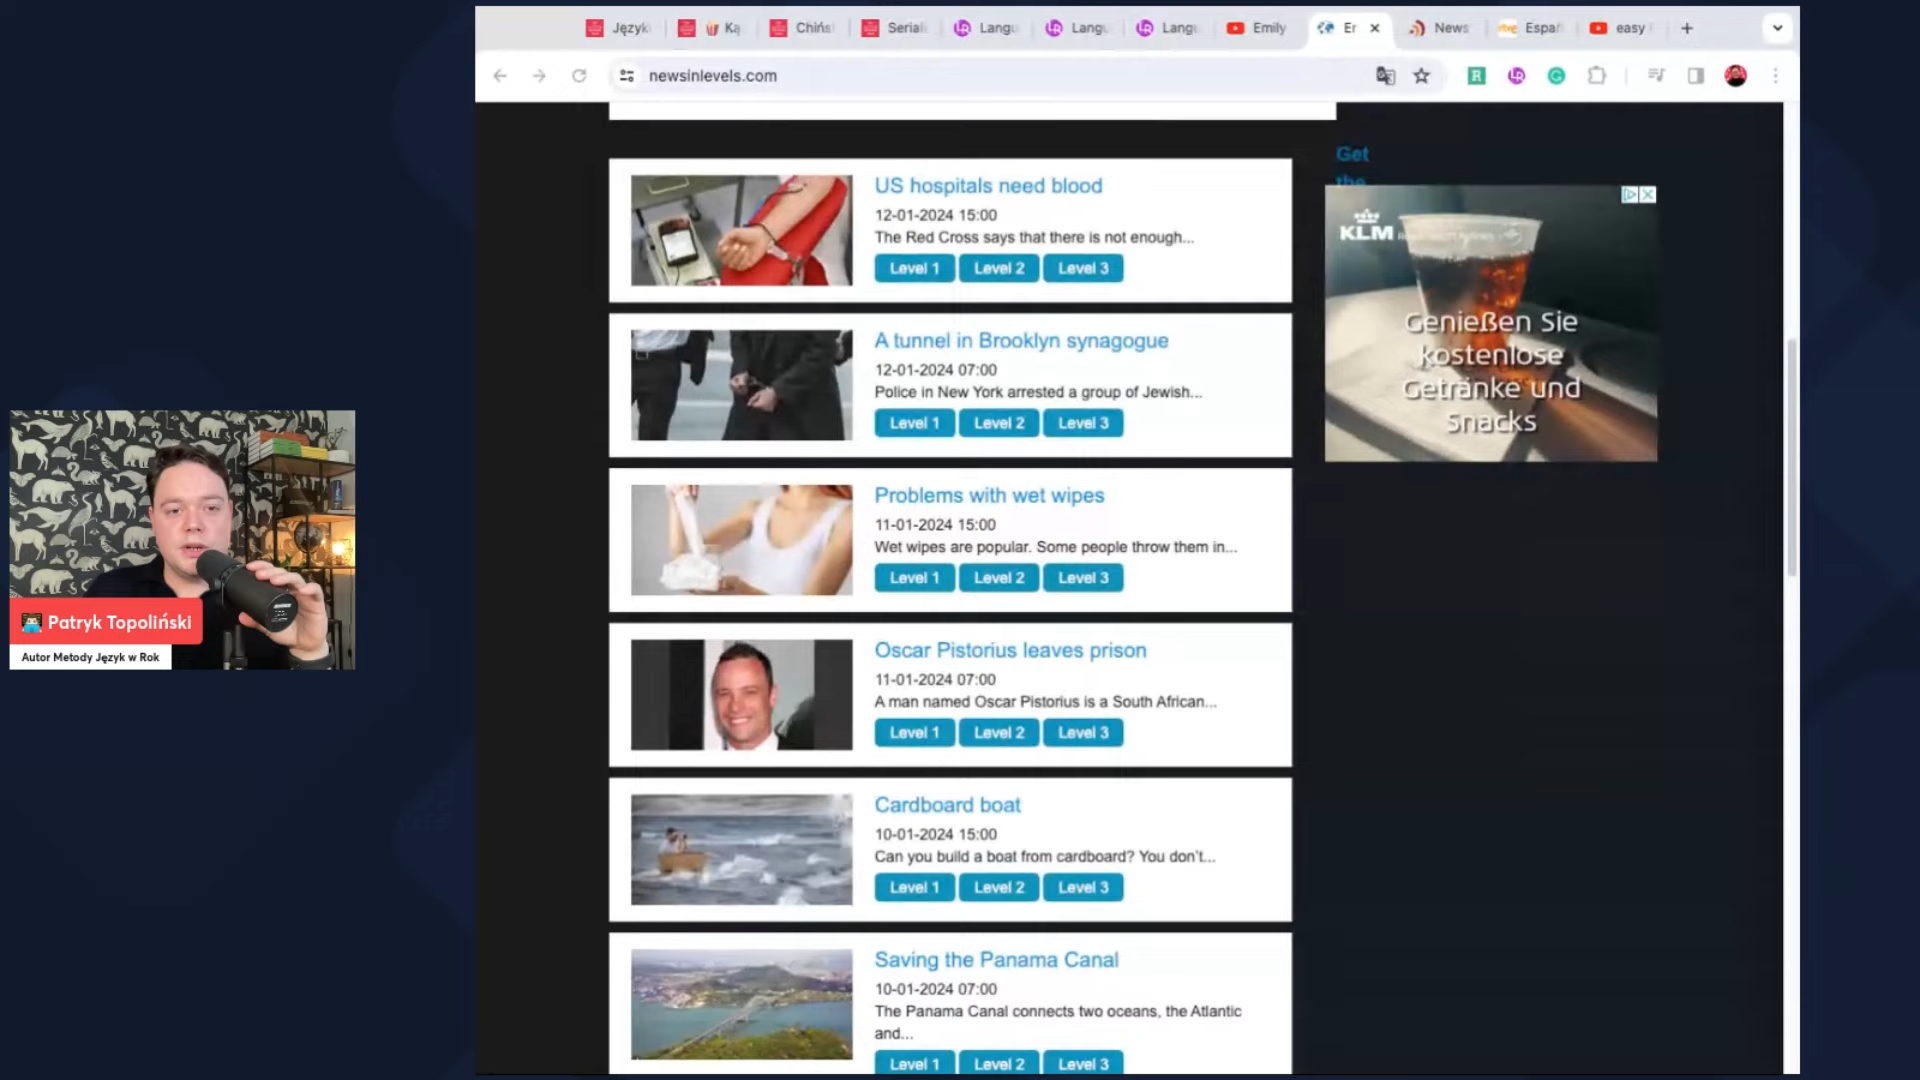 Język
Ką
Chińs
Seriali
Langu
Langu
Langu
Emily
Er
News
Españ
easy
newsinlevels.com
Get
the
US hospitals need blood
12-01-2024 15:00
The Red Cross says that there is not enough...
Level 1 Level 2 Level 3
A tunnel in Brooklyn synagogue
12-01-2024 07:00
Police in New York arrested a group of Jewish...
Level 1 Level 2 Level 3
Problems with wet wipes
11-01-2024 15:00
Wet wipes are popular. Some people throw them in...
Level 1 Level 2 Level 3
Oscar Pistorius leaves prison
11-01-2024 07:00
A man named Oscar Pistorius is a South African...
Level 1 Level 2 Level 3
Cardboard boat
10-01-2024 15:00
Can you build a boat from cardboard? You don't...
Level 1 Level 2 Level 3
Saving the Panama Canal
10-01-2024 07:00
The Panama Canal connects two oceans, the Atlantic
and...
Level 1 Level 2 Level 3
KLM
Genießen Sie
kostenlose
Getränke und
Snacks
Patryk Topoliński
Autor Metody Język w Rok